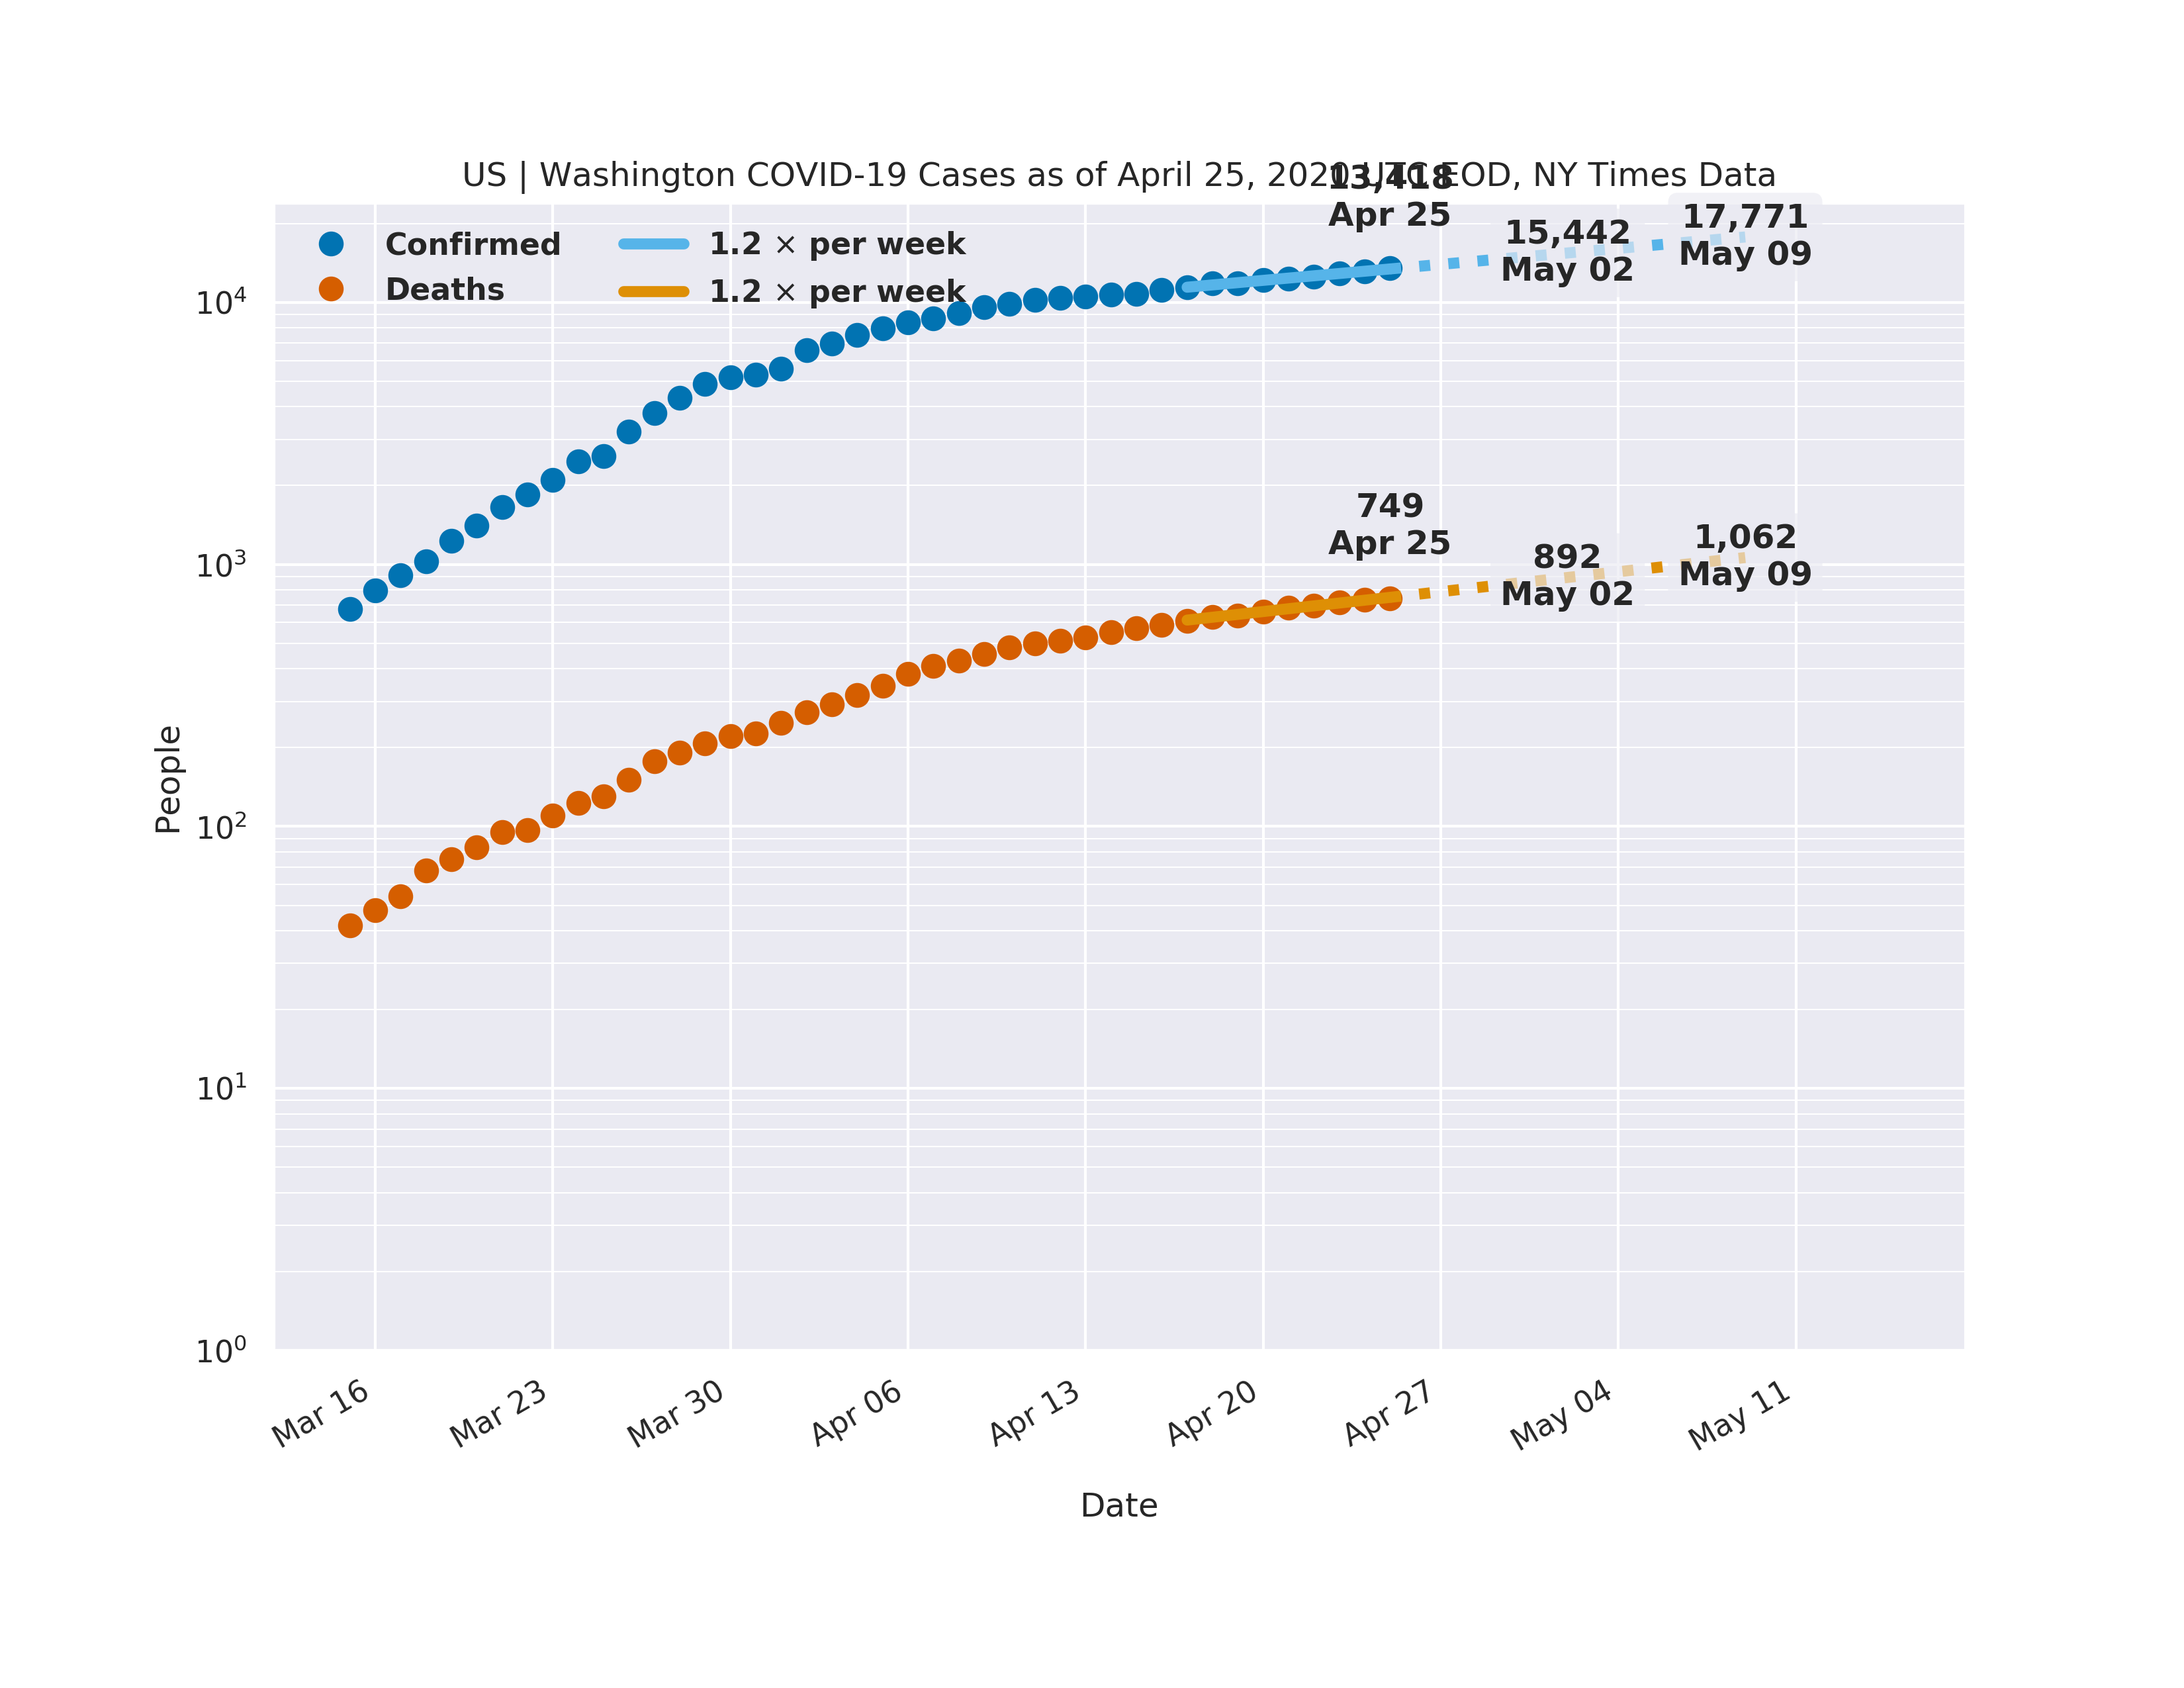 US | Washington COVID-19 Cases as of April 25, 2020 UTC EOD, NY Times Data
13,418
Apr 25
15,442
May 02
17,771
May 09
Confirmed
Deaths
1.2 × per week
1.2 × per week
749
Apr 25
892
May 02
1,062
May 09
People
10⁴
10³
10²
10¹
10⁰
Mar 16
Mar 23
Mar 30
Apr 06
Apr 13
Apr 20
Apr 27
May 04
May 11
Date